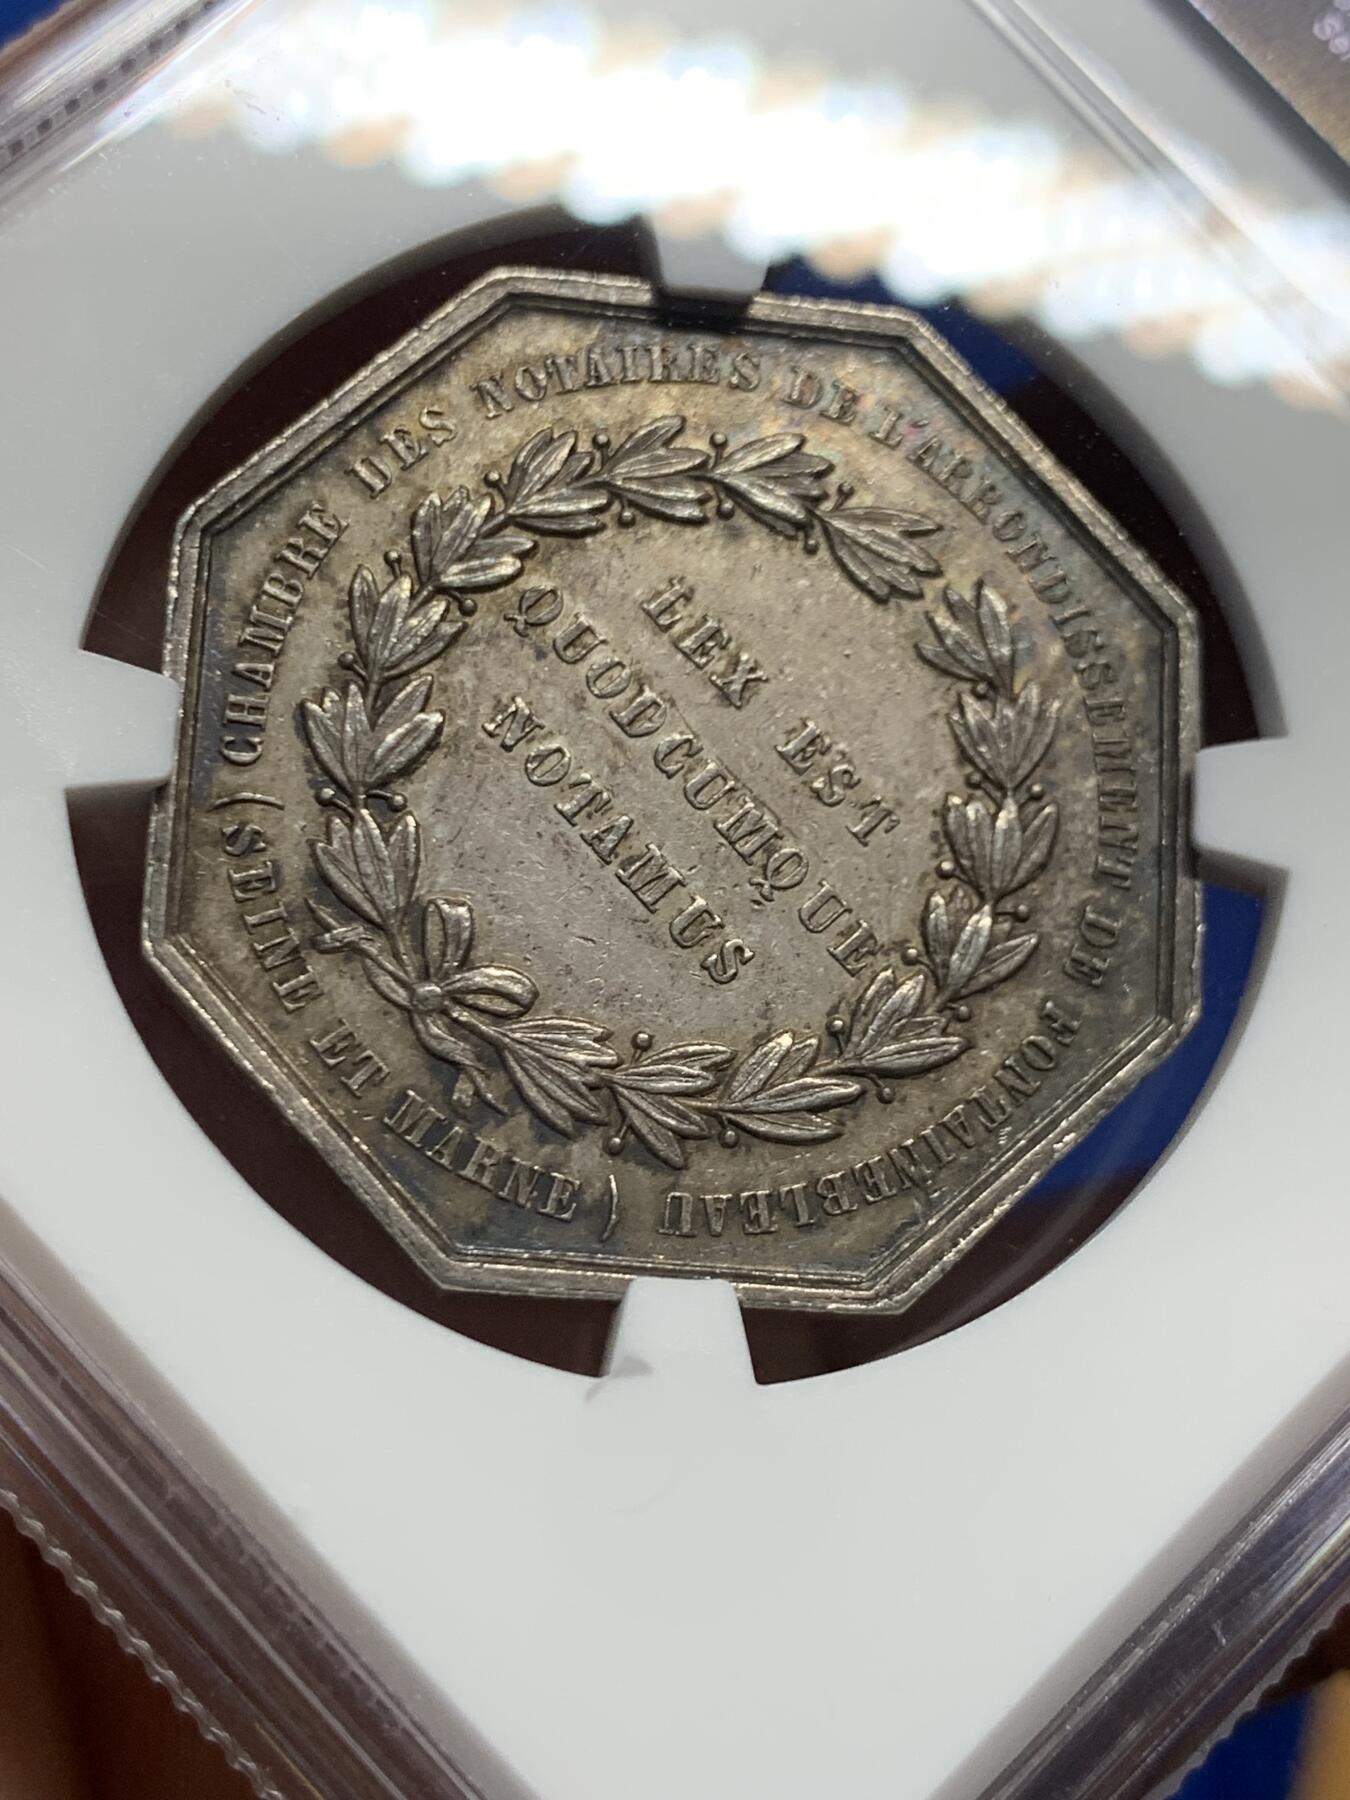 CHAMBRE DES NOTAIRES DE L'ARRONDISSEMENT DE FONTAINEBLEAU
(SEINE ET MARNE)
LEX EST
QUODCUMQUE
NOTAMUS